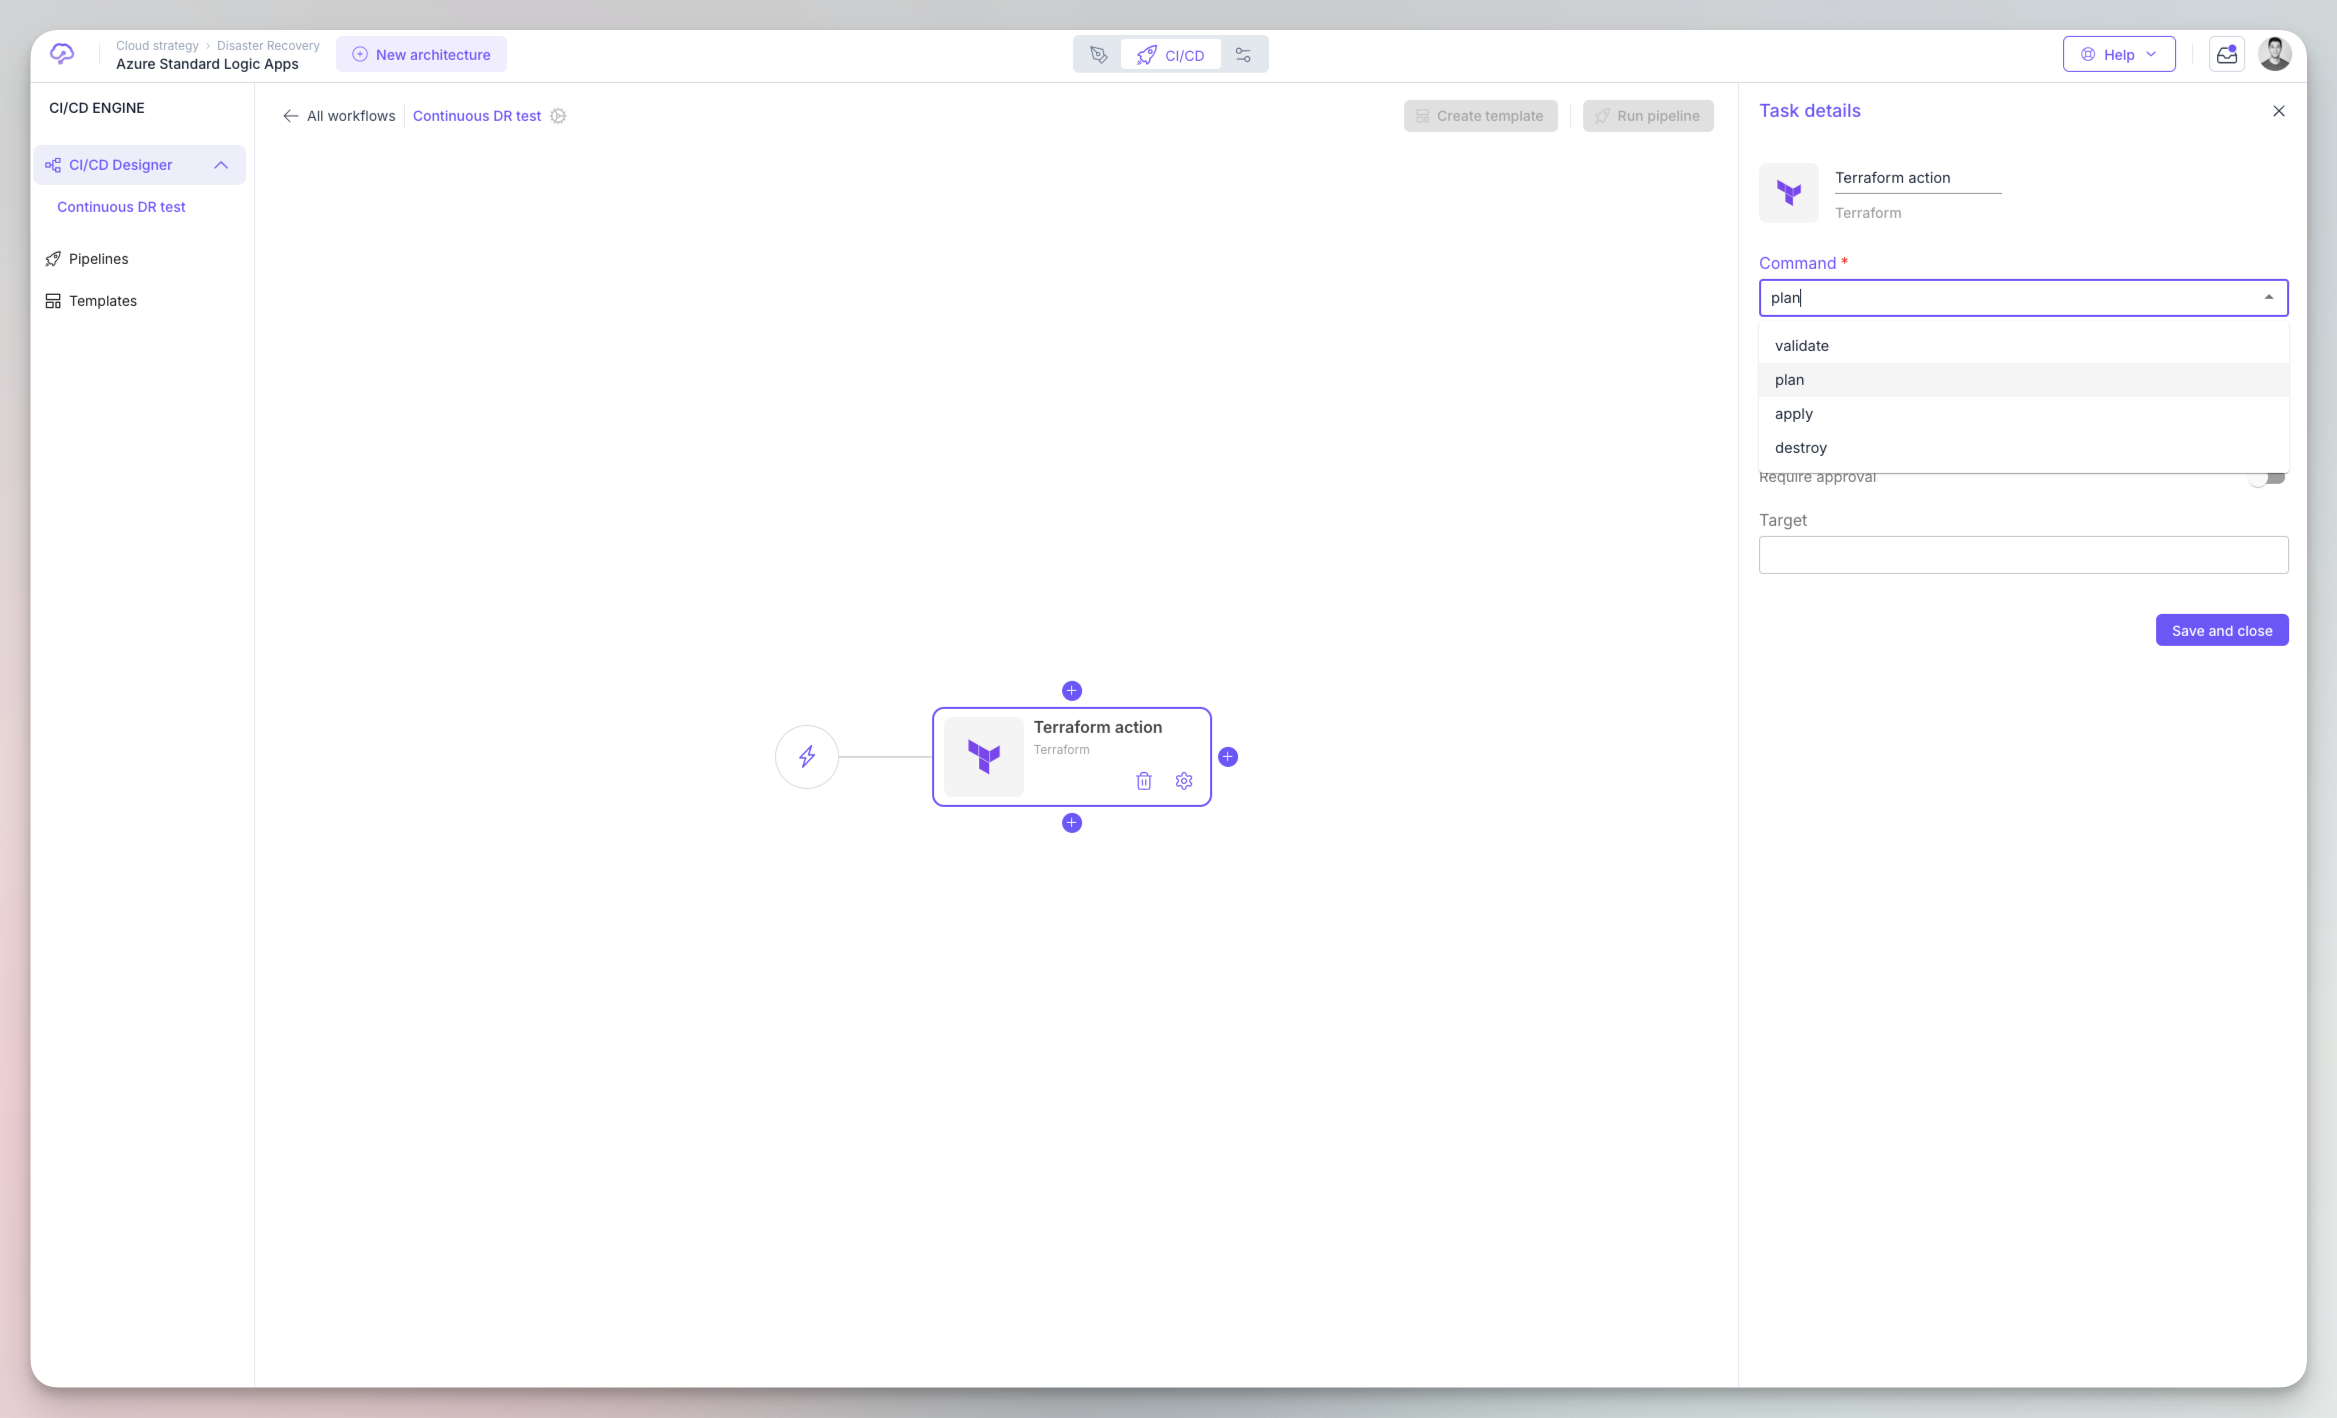 Cloud strategy › Disaster Recovery
Azure Standard Logic Apps
New architecture
CI/CD
Help
CI/CD ENGINE
CI/CD Designer
Continuous DR test
Pipelines
Templates
All workflows
Continuous DR test
Create template
Run pipeline
Terraform action
Terraform
Task details
Terraform action
Terraform
Command *
plan
validate
plan
apply
destroy
Require approval
Target
Save and close